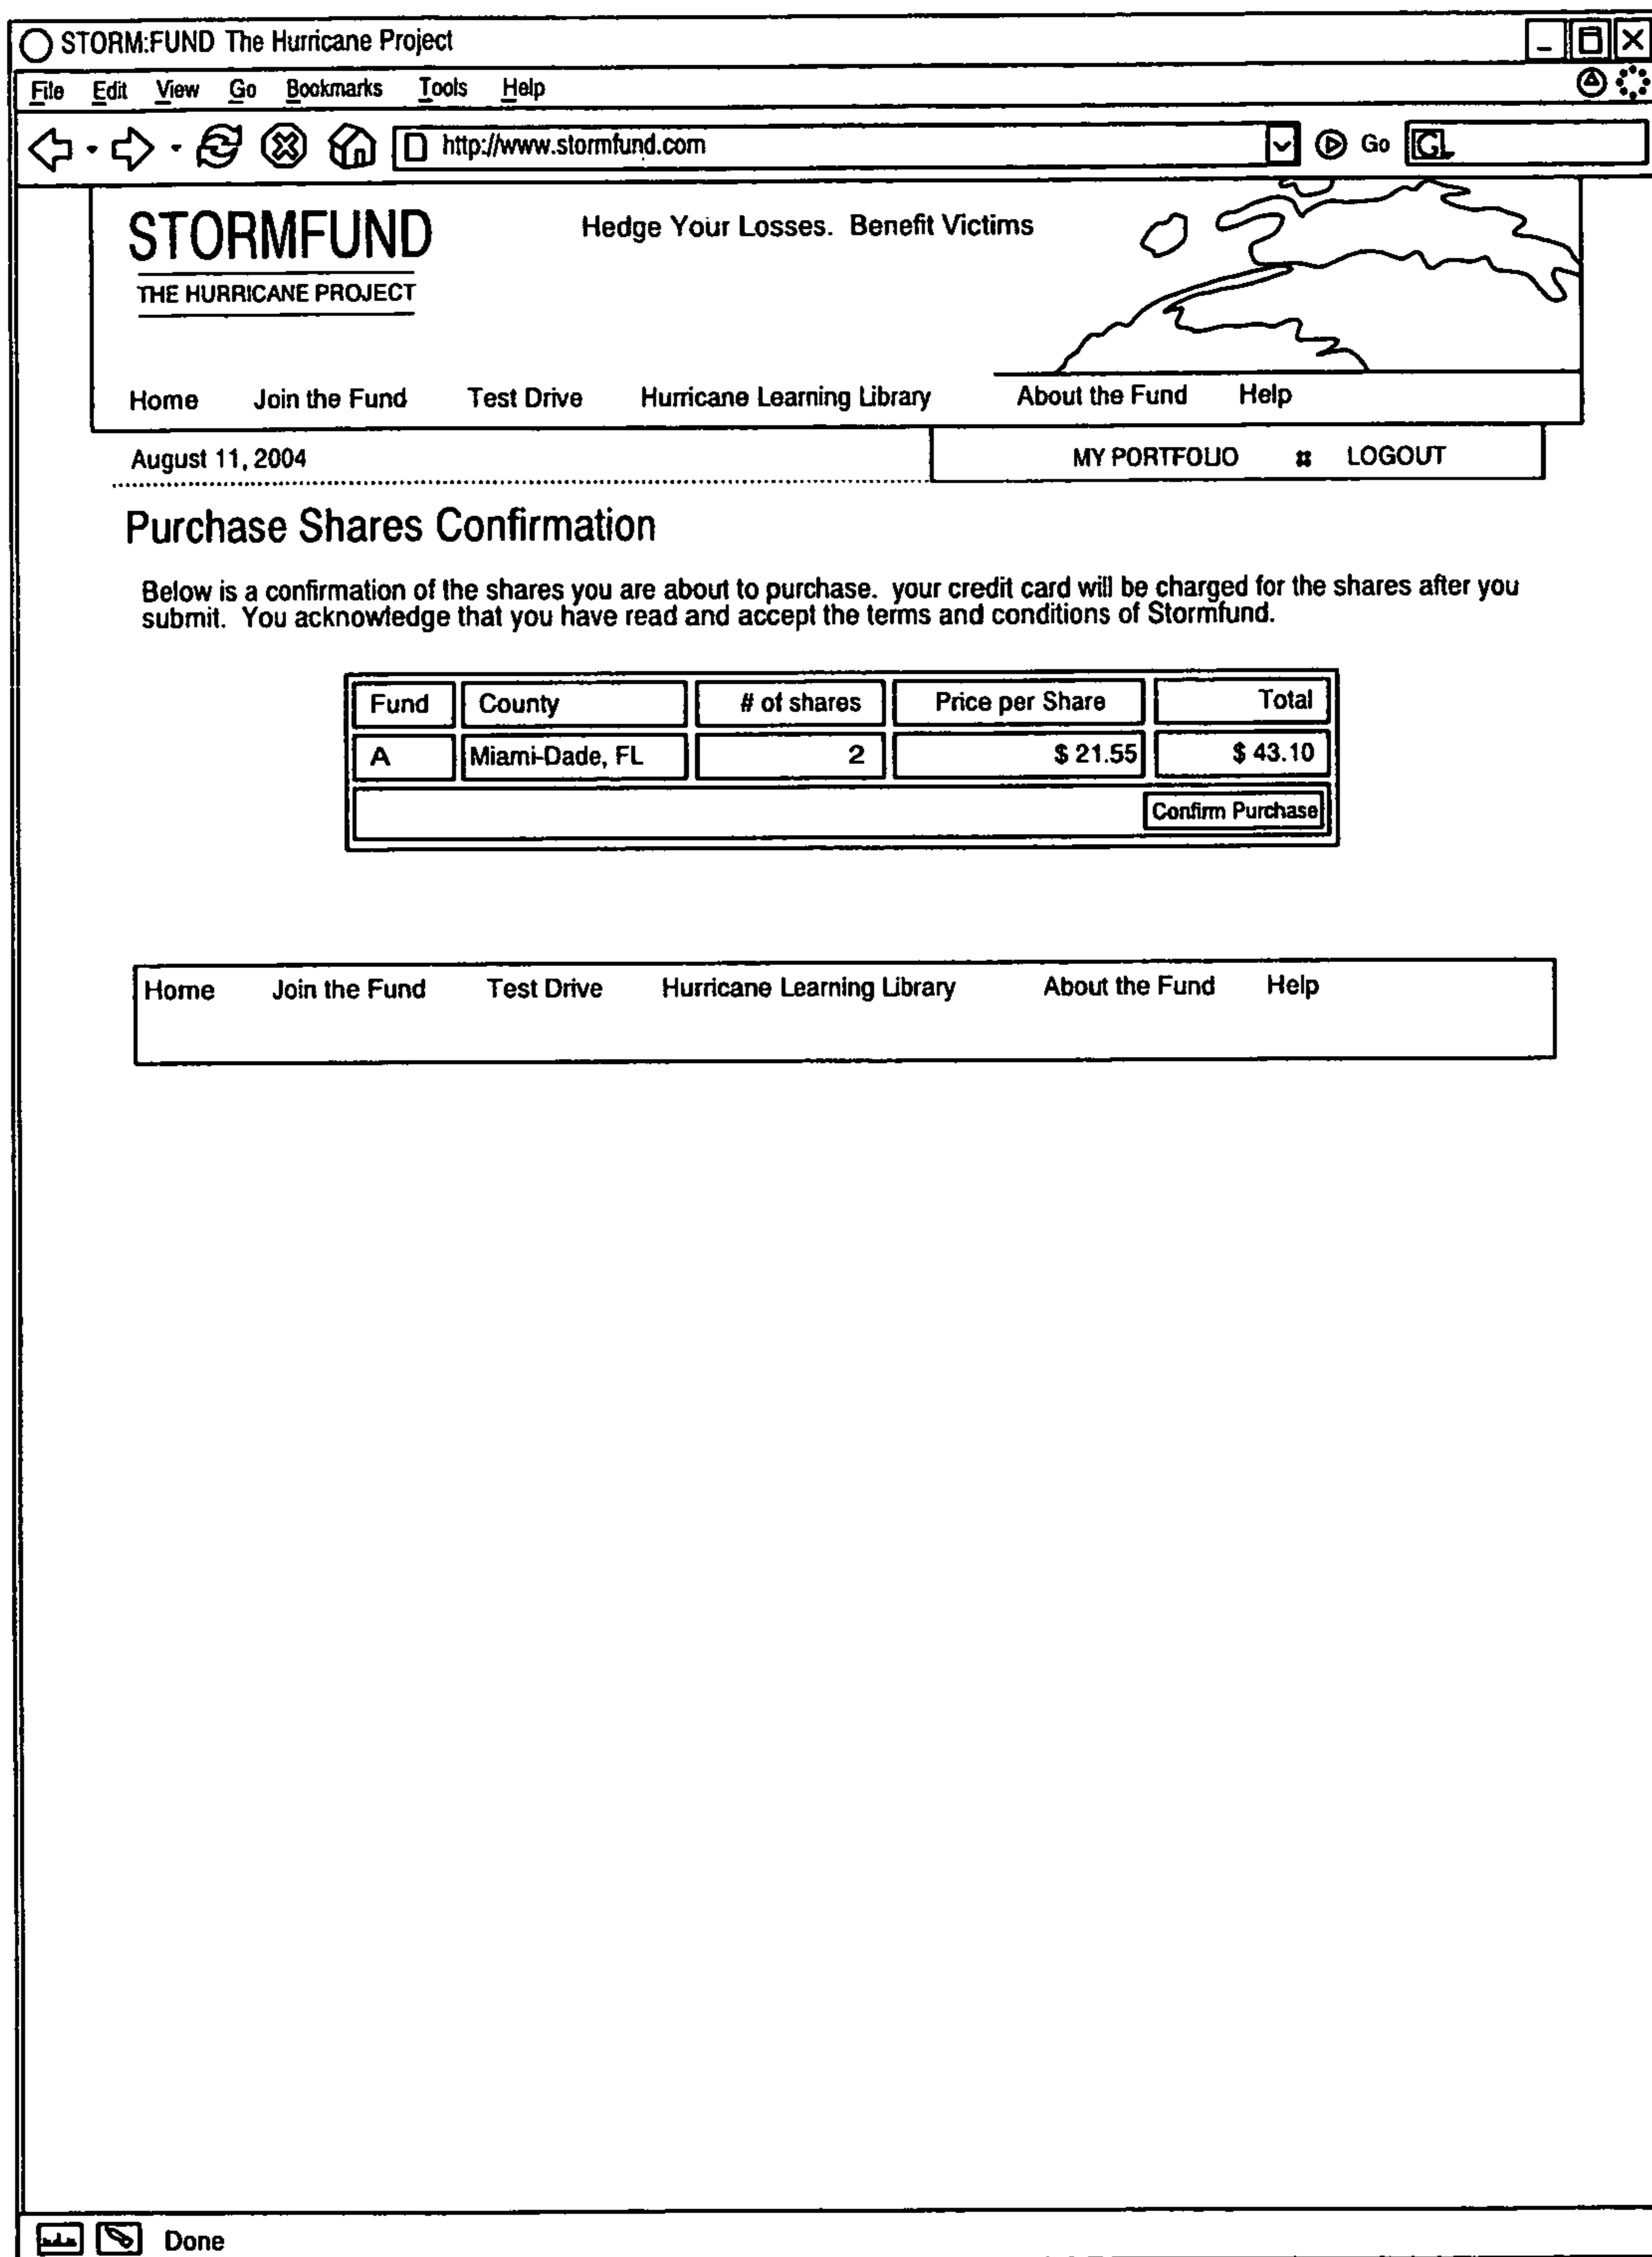 STORM:FUND The Hurricane Project
File Edit View Go Bookmarks Tools Help
http://www.stormfund.com Go G
STORMFUND Hedge Your Losses. Benefit Victims
THE HURRICANE PROJECT
Home Join the Fund Test Drive Hurricane Learning Library About the Fund Help
August 11, 2004 MY PORTFOLIO LOGOUT
Purchase Shares Confirmation
Below is a confirmation of the shares you are about to purchase. your credit card will be charged for the shares after you
submit. You acknowledge that you have read and accept the terms and conditions of Stormfund.
Fund County # of shares Price per Share Total
A Miami-Dade, FL 2 $ 21.55 $ 43.10
Confirm Purchase
Home Join the Fund Test Drive Hurricane Learning Library About the Fund Help
Done